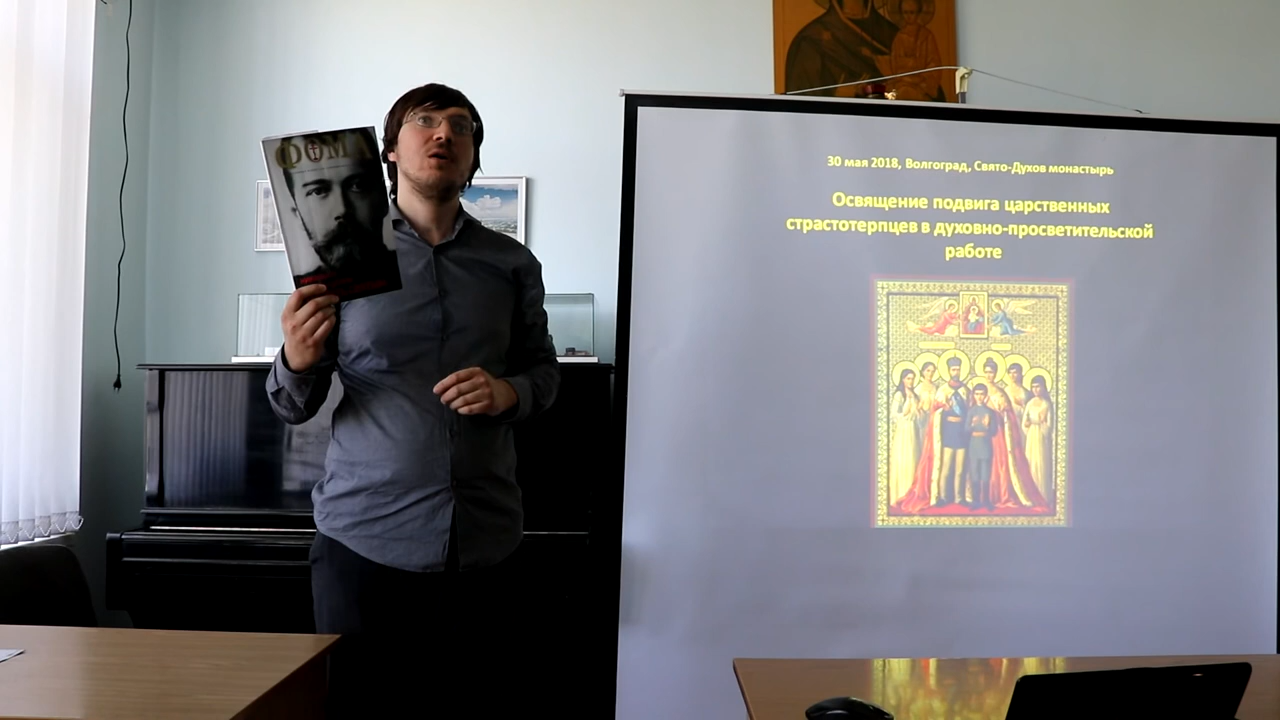 ФОМА
30 мая 2018, Волгоград, Свято-Духов монастырь
Освящение подвига царственных
страстотерпцев в духовно-просветительской
работе